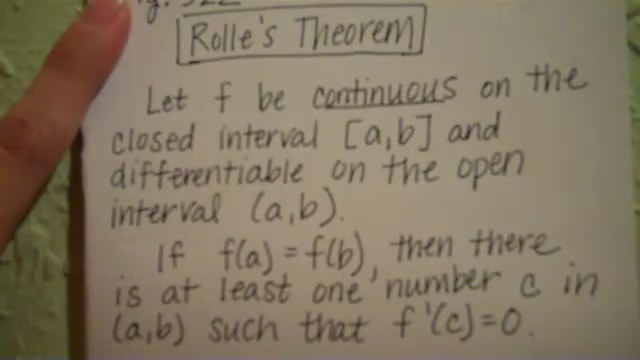 Rolle's Theorem
Let f be continuous on the
closed interval [a,b] and
differentiable on the open
interval (a,b).
If f(a) = f(b), then there
is at least one number c in
(a,b) such that f'(c)=0.